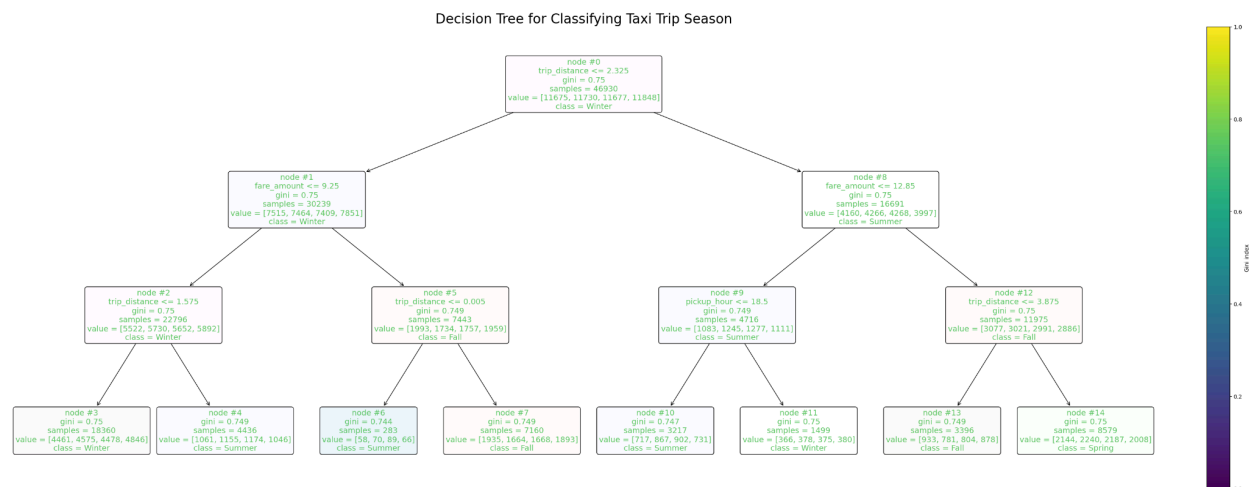 Decision Tree for Classifying Taxi Trip Season
node #0
trip_distance <= 2.325
gini = 0.75
samples = 46930
value = [11675, 11730, 11677, 11848]
class = Winter
node #1
fare_amount <= 9.25
gini = 0.75
samples = 30239
value = [7515, 7464, 7409, 7851]
class = Winter
node #8
fare_amount <= 12.85
gini = 0.75
samples = 16691
value = [4160, 4266, 4268, 3997]
class = Summer
node #2
trip_distance <= 1.575
gini = 0.75
samples = 22796
value = [5522, 5730, 5652, 5892]
class = Winter
node #5
trip_distance <= 0.005
gini = 0.749
samples = 7443
value = [1993, 1734, 1757, 1959]
class = Fall
node #9
pickup_hour <= 18.5
gini = 0.749
samples = 4716
value = [1083, 1245, 1277, 1111]
class = Summer
node #12
trip_distance <= 3.875
gini = 0.75
samples = 11975
value = [3077, 3021, 2991, 2886]
class = Fall
node #3
gini = 0.75
samples = 18360
value = [4461, 4575, 4478, 4846]
class = Winter
node #4
gini = 0.749
samples = 4436
value = [1061, 1155, 1174, 1046]
class = Summer
node #6
gini = 0.744
samples = 283
value = [58, 70, 89, 66]
class = Summer
node #7
gini = 0.749
samples = 7160
value = [1935, 1664, 1668, 1893]
class = Fall
node #10
gini = 0.747
samples = 3217
value = [717, 867, 902, 731]
class = Summer
node #11
gini = 0.75
samples = 1499
value = [366, 378, 375, 380]
class = Winter
node #13
gini = 0.749
samples = 3396
value = [933, 781, 804, 878]
class = Fall
node #14
gini = 0.75
samples = 8579
value = [2144, 2240, 2187, 2008]
class = Spring
1.0
0.8
0.6
0.4
0.2
Gini index